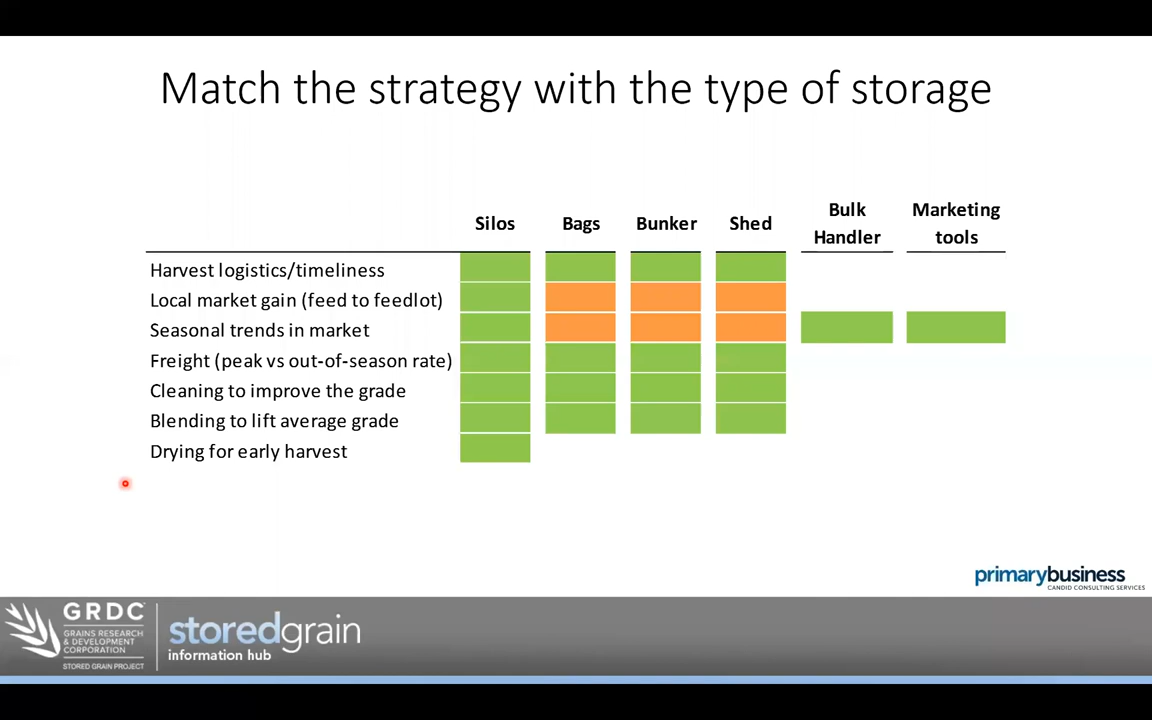 Match the strategy with the type of storage
Silos
Bags
Bunker
Shed
Bulk
Handler
Marketing
tools
Harvest logistics/timeliness
Local market gain (feed to feedlot)
Seasonal trends in market
Freight (peak vs out-of-season rate)
Cleaning to improve the grade
Blending to lift average grade
Drying for early harvest
primarybusiness
CANDID CONSULTING SERVICES
GRDC
GRAINS RESEARCH
& DEVELOPMENT
CORPORATION
STORED GRAIN PROJECT
storedgrain
information hub